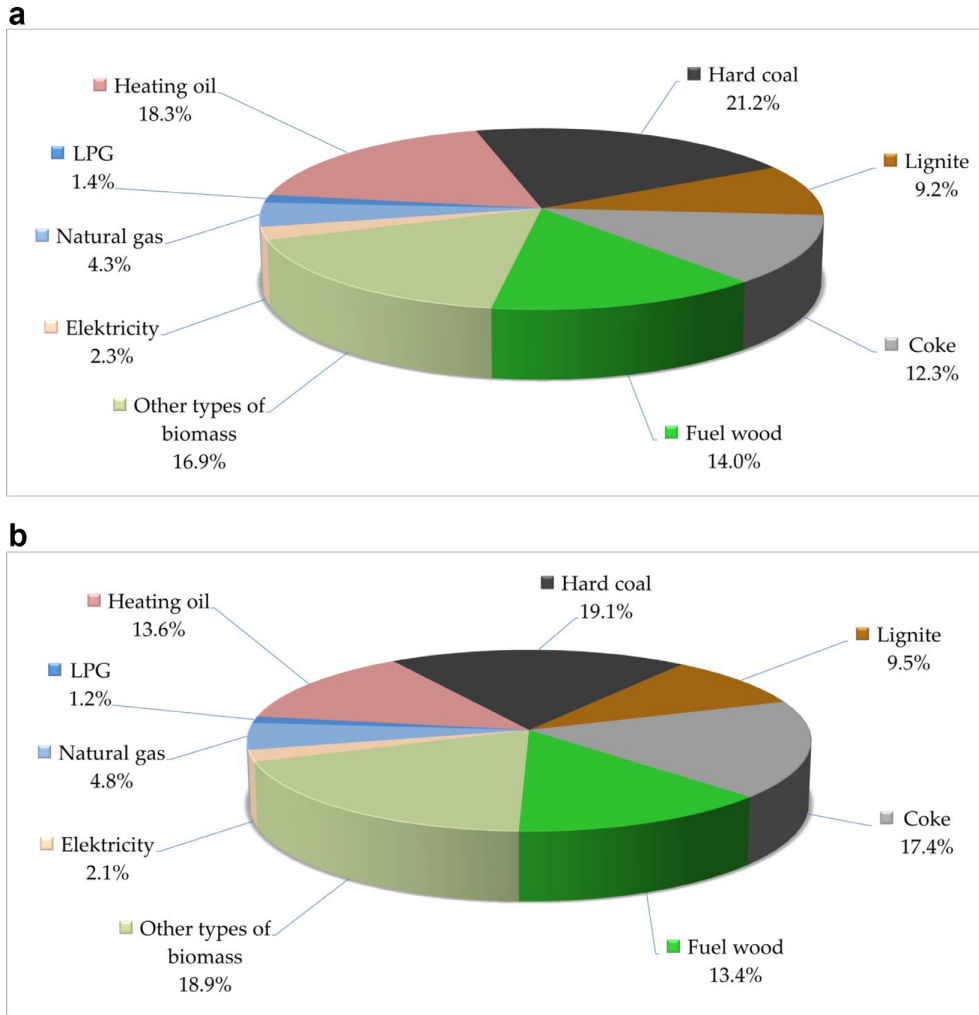 a
Hard coal
21.2%
Heating oil
18.3%
LPG
1.4%
Lignite
9.2%
Natural gas
4.3%
Elektricity
2.3%
Coke
12.3%
Other types of
biomass
16.9%
Fuel wood
14.0%
b
Hard coal
19.1%
Heating oil
13.6%
Lignite
9.5%
LPG
1.2%
Natural gas
4.8%
Coke
17.4%
Elektricity
2.1%
Other types of
biomass
18.9%
Fuel wood
13.4%